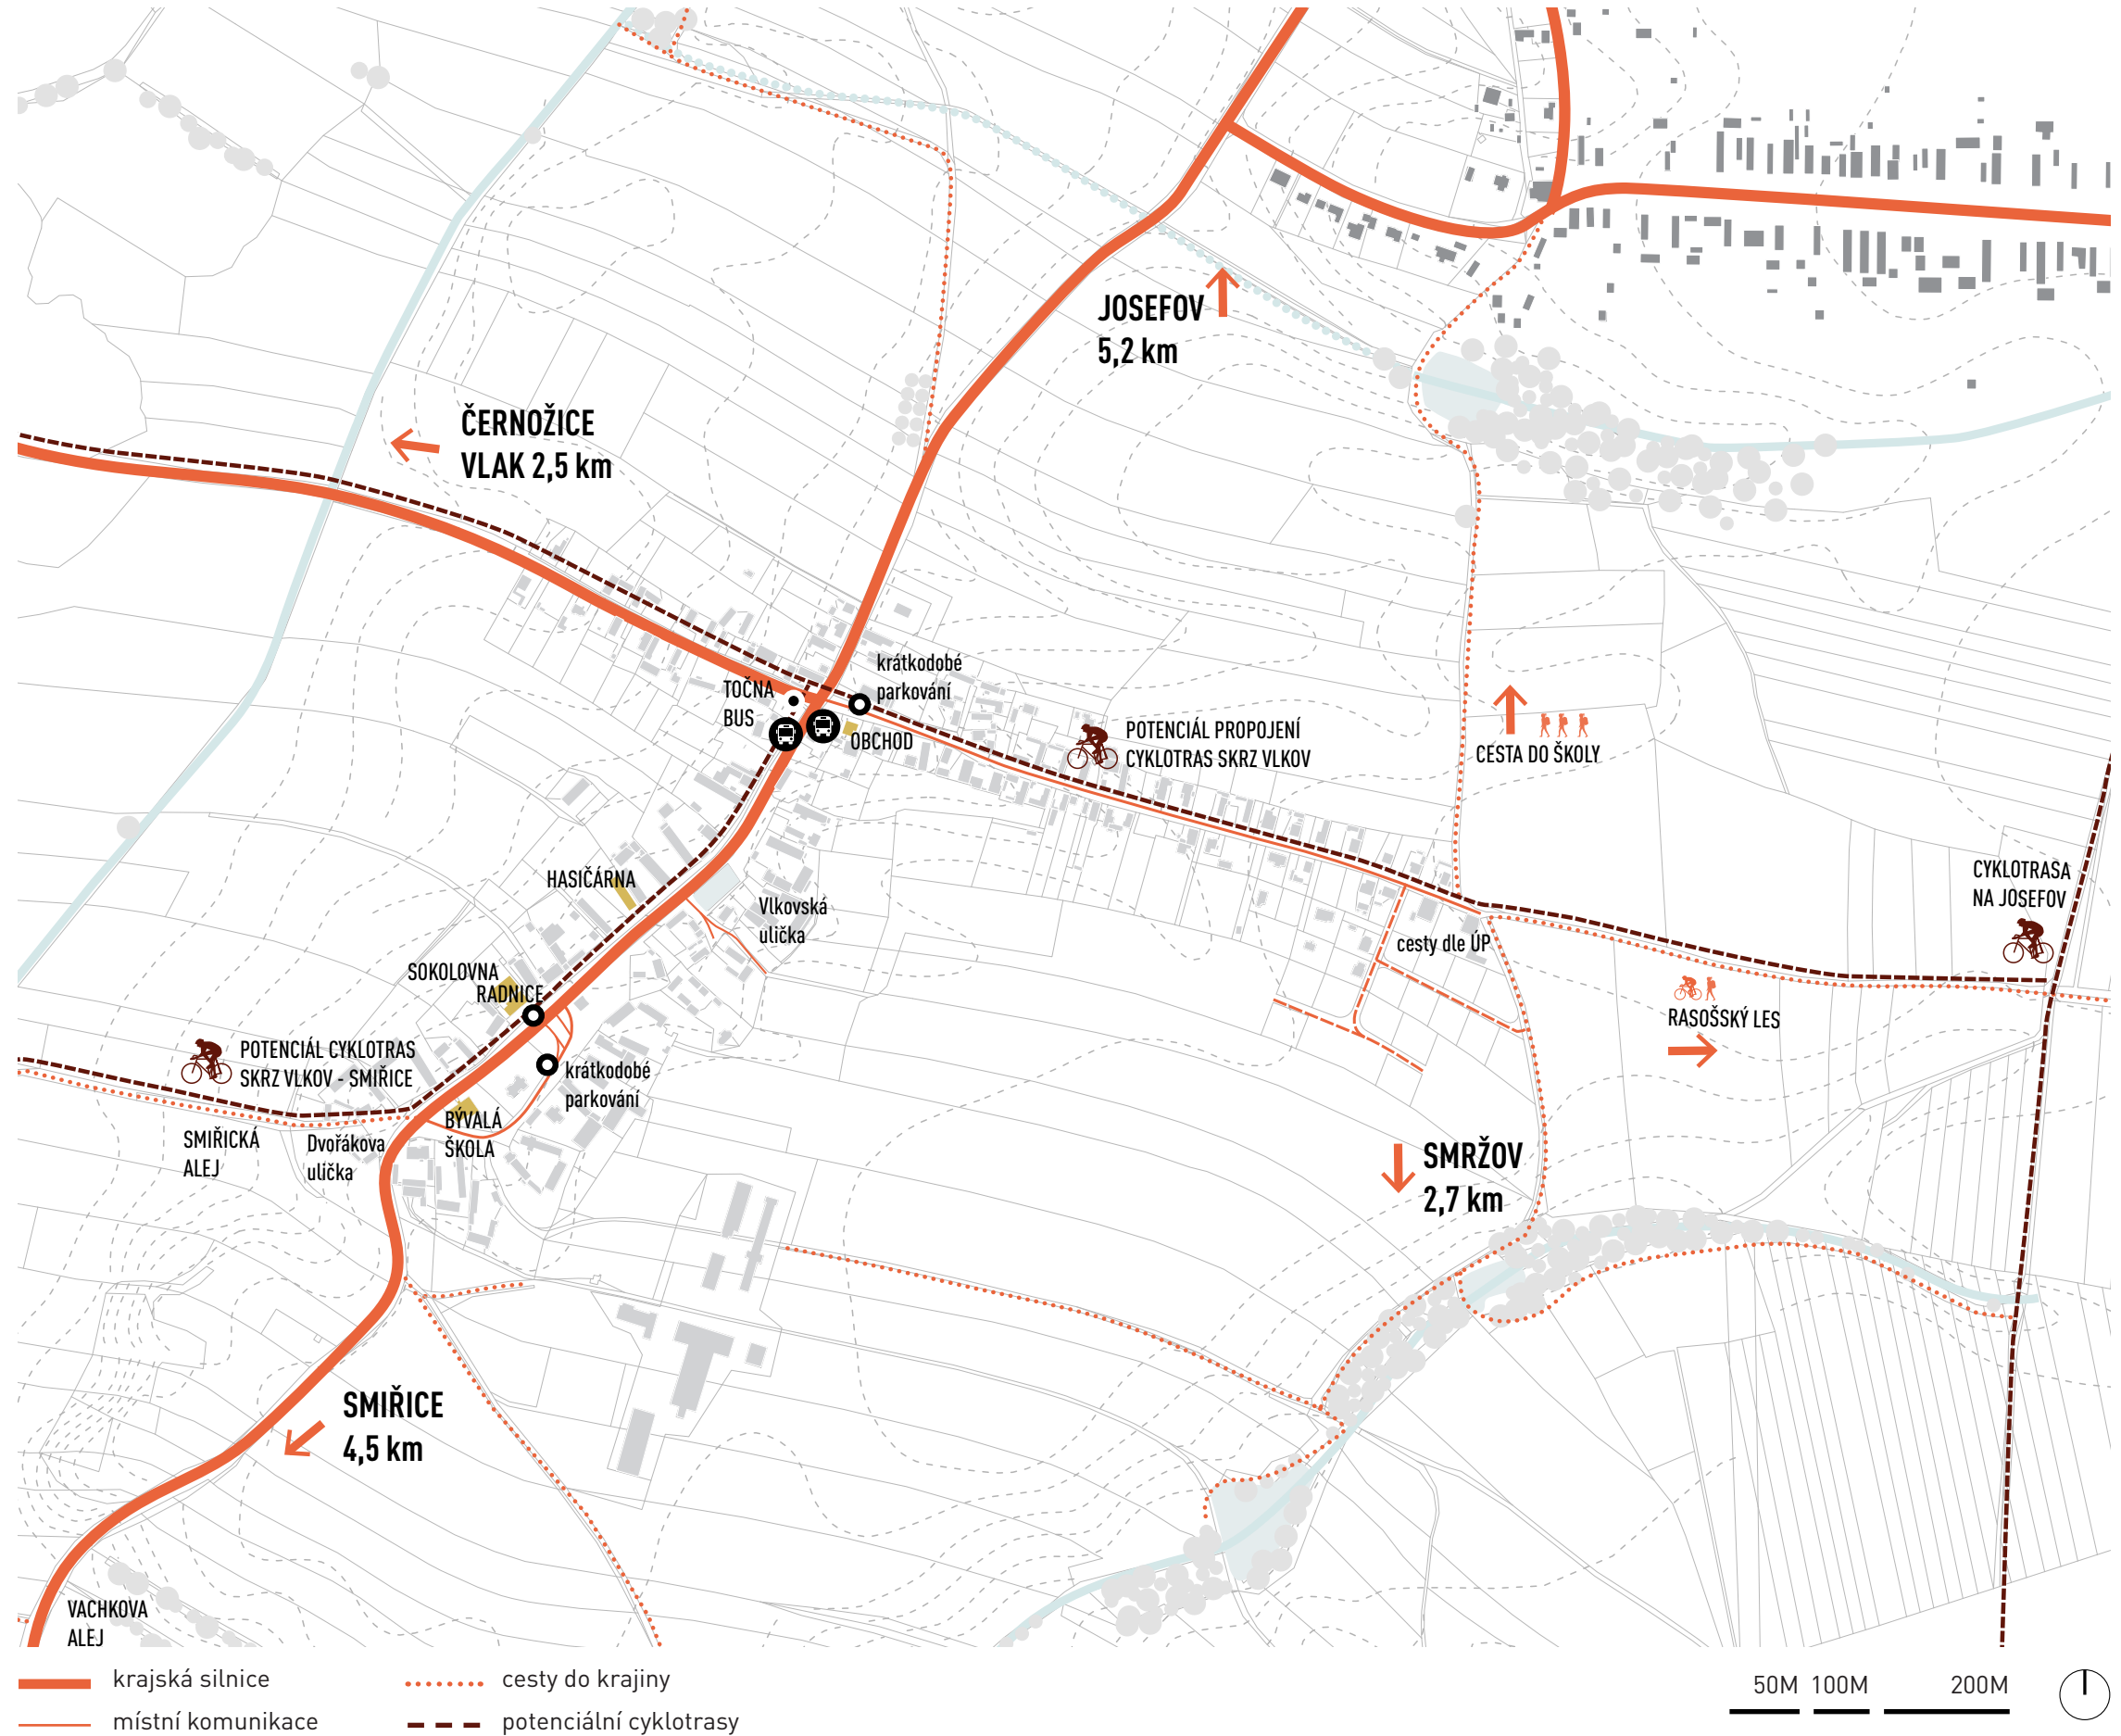 JOSEFOV
5,2 km
ČERNOŽICE
VLAK 2,5 km
krátkodobé
parkování
TOČNA
BUS
OBCHOD
POTENCIÁL PROPOJENÍ
CYKLOTRAS SKRZ VLKOV
CESTA DO ŠKOLY
HASIČÁRNA
Vlkovská
ulička
CYKLOTRASA
NA JOSEFOV
cesty dle ÚP
SOKOLOVNA
RADNICE
RASOŠSKÝ LES
POTENCIÁL CYKLOTRAS
SKRZ VLKOV - SMIŘICE
krátkodobé
parkování
BÝVALÁ
ŠKOLA
SMIŘICKÁ
ALEJ
Dvořákova
ulička
SMRŽOV
2,7 km
SMIŘICE
4,5 km
VACHKOVA
ALEJ
krajská silnice
místní komunikace
cesty do krajiny
potenciální cyklotrasy
50M 100M 200M